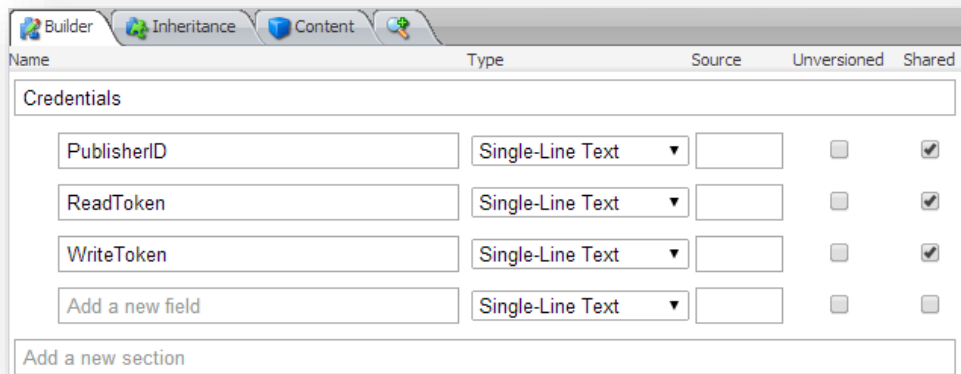 Builder Inheritance Content
Name Type Source Unversioned Shared
Credentials
PublisherID Single-Line Text
ReadToken Single-Line Text
WriteToken Single-Line Text
Add a new field Single-Line Text
Add a new section